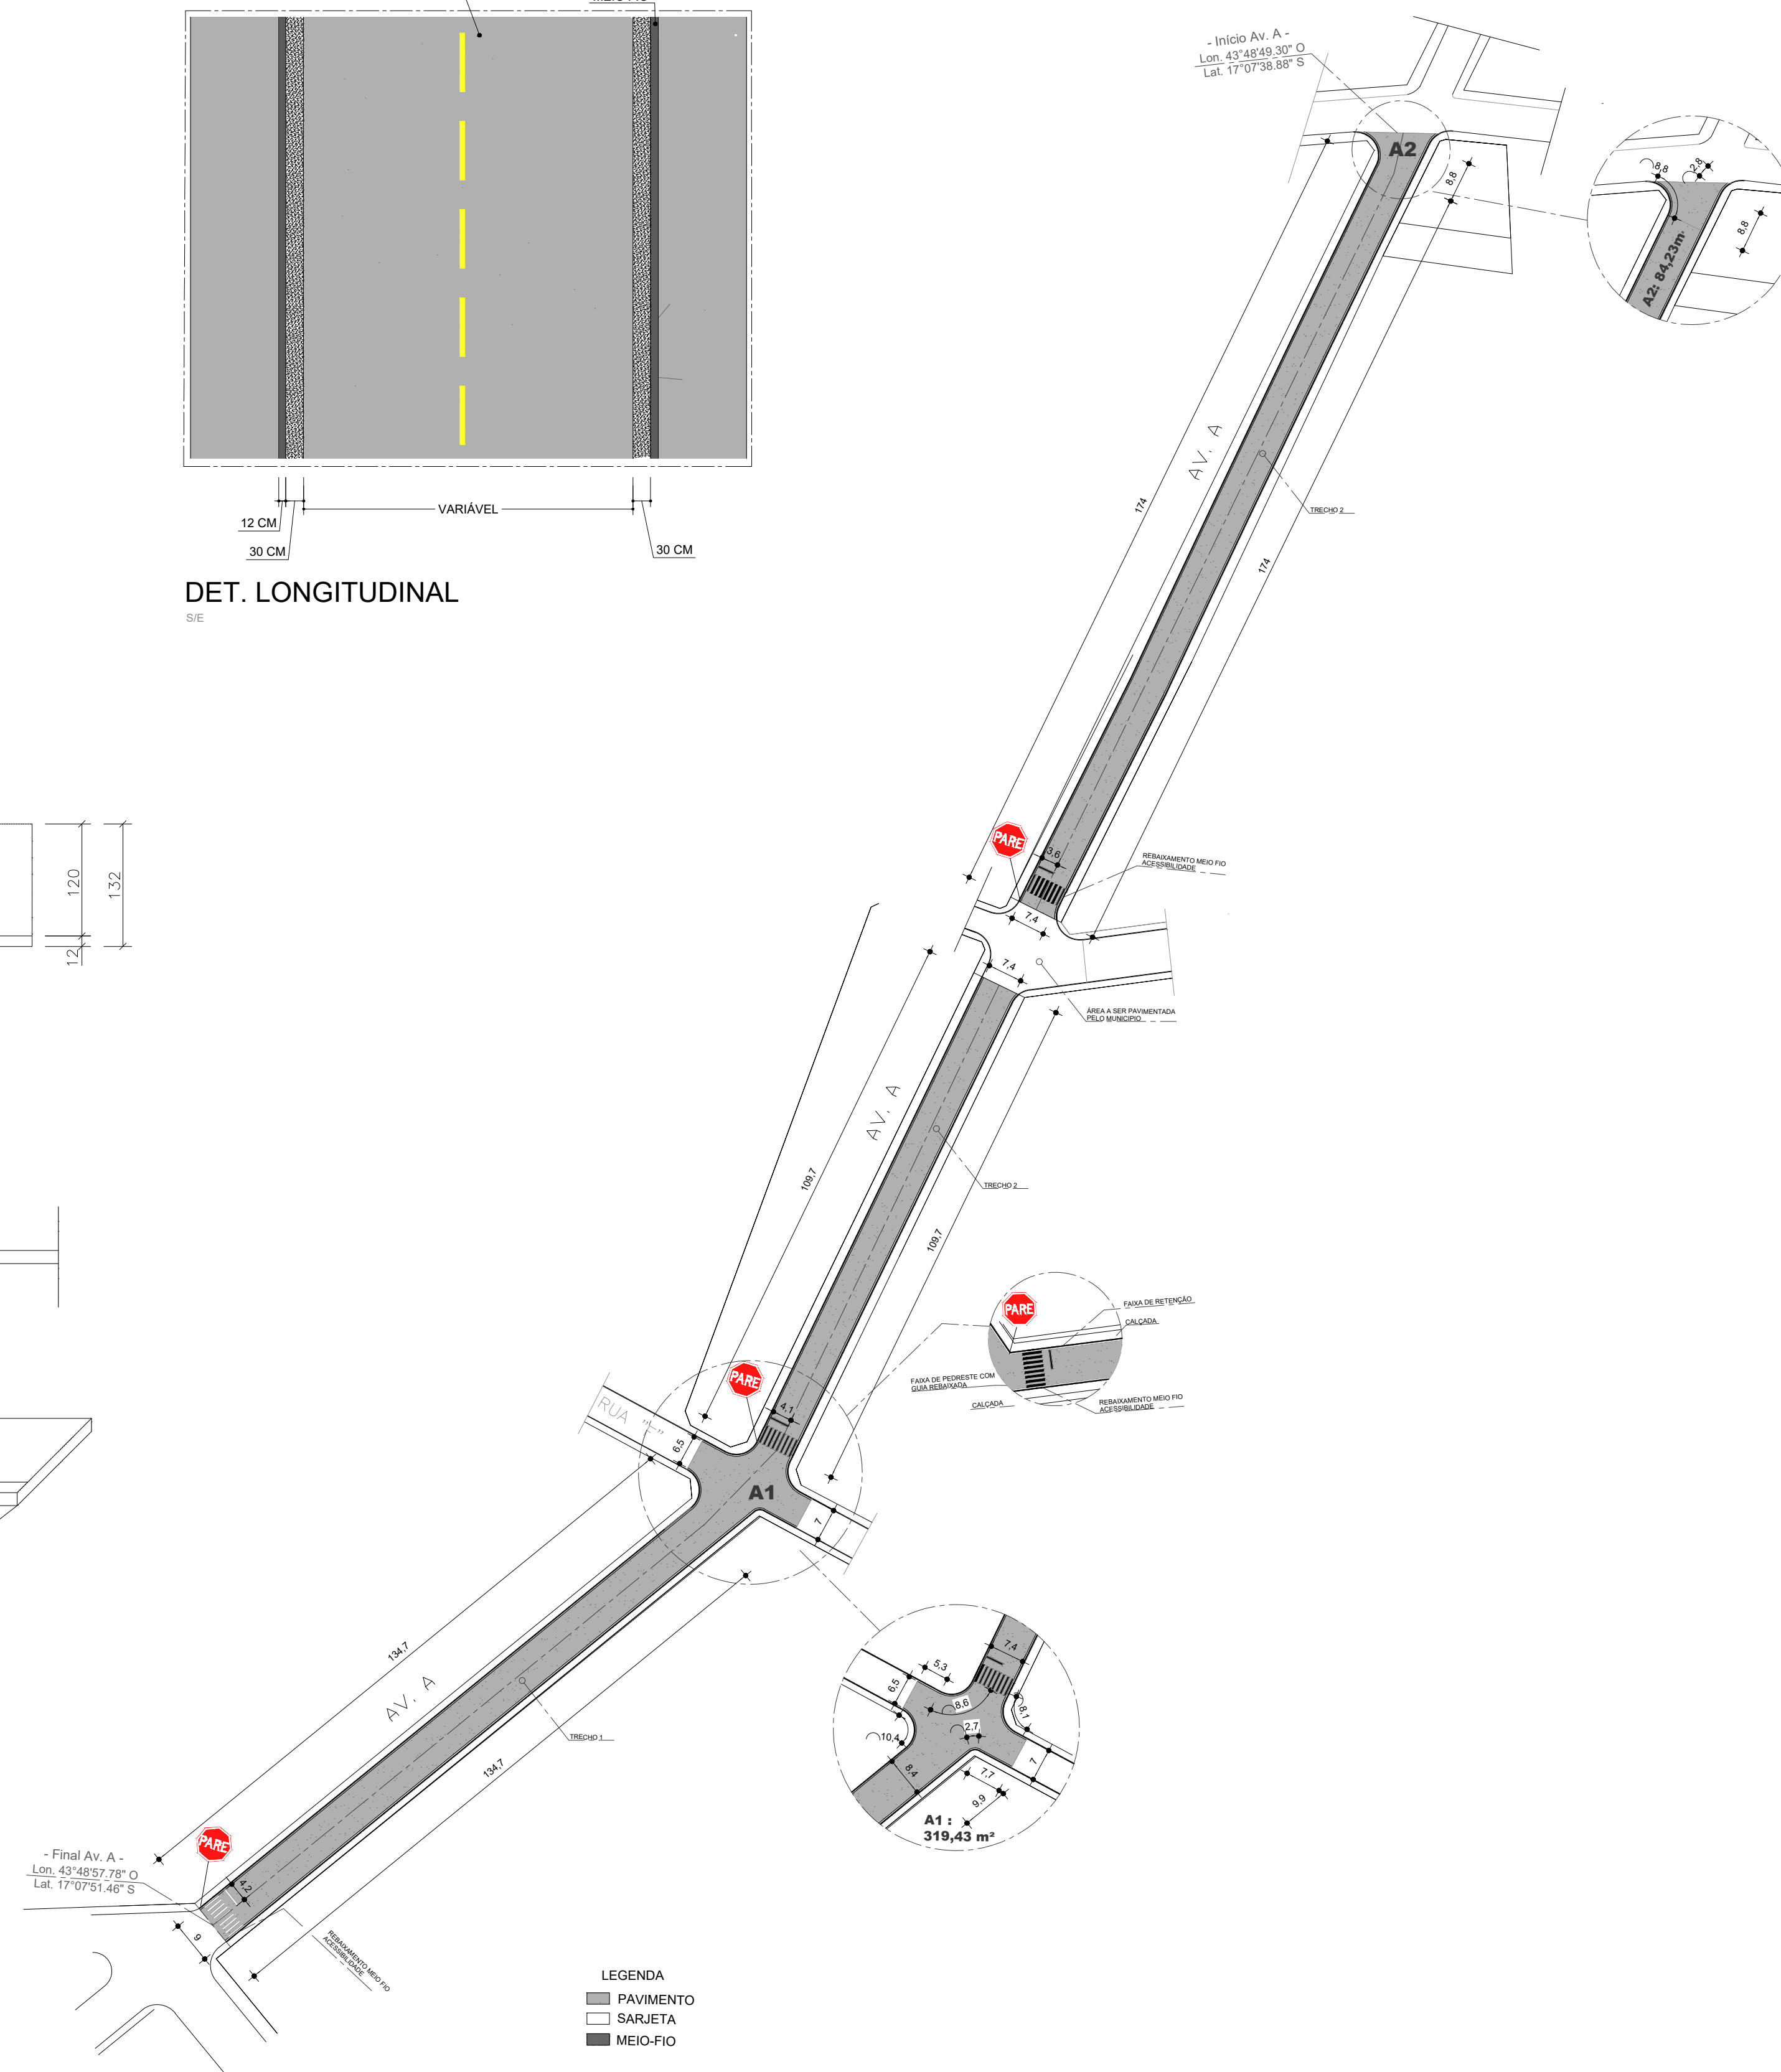 12 CM
30 CM
VARIÁVEL
30 CM
DET. LONGITUDINAL
S/E
120
132
12
- Início Av. A -
Lon. 43°48'49.30" O
Lat. 17°07'38.88" S
A2
8,8
8,8
2,8
8,8
A2: 84,23m
AV. A
174
TRECHO 2
174
PARE
3,6
REBAIXAMENTO MEIO FIO
ACESSIBILIDADE
7,4
7,4
ÁREA A SER PAVIMENTADA
PELO MUNICIPIO
AV. A
109,7
TRECHO 2
109,7
PARE
FAIXA DE RETENÇÃO
CALÇADA
FAIXA DE PEDRESTE COM
GUIA REBAIXADA
CALÇADA
REBAIXAMENTO MEIO FIO
ACESSIBILIDADE
PARE
4,1
RUA "E"
6,5
A1
7
134,7
AV. A
TRECHO 1
134,7
7,4
5,3
6,5
8,6
8,1
2,7
10,4
7
8,4
7,7
9,9
A1 :
319,43 m²
PARE
- Final Av. A -
Lon. 43°48'57.78" O
Lat. 17°07'51.46" S
4,2
9
REBAIXAMENTO MEIO FIO
ACESSIBILIDADE
LEGENDA
PAVIMENTO
SARJETA
MEIO-FIO